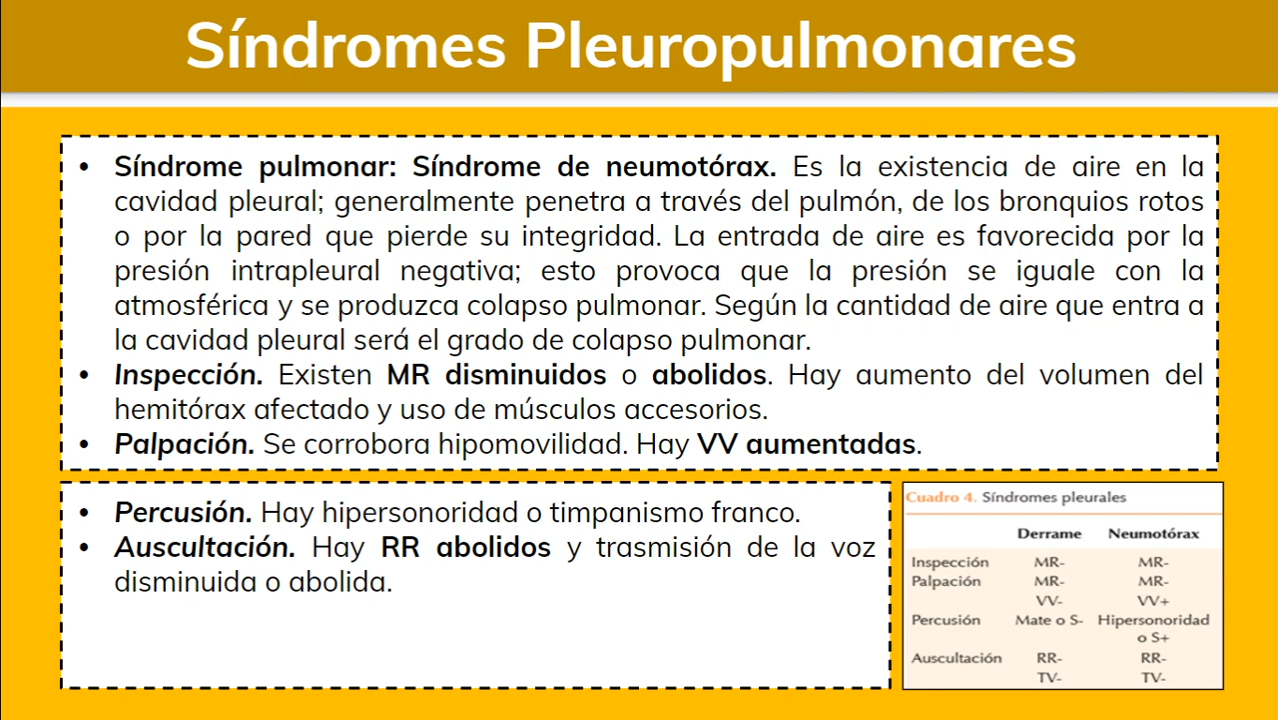 Síndromes Pleuropulmonares
• Síndrome pulmonar: Síndrome de neumotórax. Es la existencia de aire en la
cavidad pleural; generalmente penetra a través del pulmón, de los bronquios rotos
o por la pared que pierde su integridad. La entrada de aire es favorecida por la
presión intrapleural negativa; esto provoca que la presión se iguale con la
atmosférica y se produzca colapso pulmonar. Según la cantidad de aire que entra a
la cavidad pleural será el grado de colapso pulmonar.
• Inspección. Existen MR disminuidos o abolidos. Hay aumento del volumen del
hemitórax afectado y uso de músculos accesorios.
• Palpación. Se corrobora hipomovilidad. Hay VV aumentadas.
• Percusión. Hay hipersonoridad o timpanismo franco.
• Auscultación. Hay RR abolidos y trasmisión de la voz
disminuida o abolida.
Cuadro 4. Síndromes pleurales
Derrame Neumotórax
Inspección MR- MR-
Palpación MR- MR-
VV- VV+
Percusión Mate o S- Hipersonoridad
o S+
Auscultación RR- RR-
TV- TV-